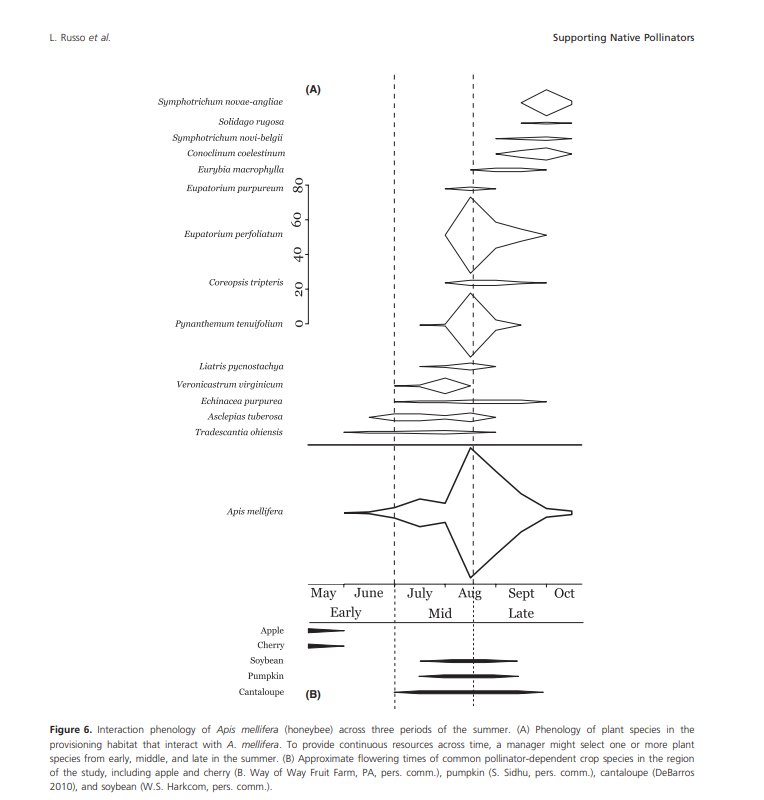 L. Russo et al.
Supporting Native Pollinators
(A)
Symphotrichum novae-angliae
Solidago rugosa
Symphotrichum novi-belgii
Conoclinum coelestinum
Eurybia macrophylla
Eupatorium purpureum
80
60
Eupatorium perfoliatum
40
Coreopsis tripteris
20
Pynanthemum tenuifolium
0
Liatris pycnostachya
Veronicastrum virginicum
Echinacea purpurea
Asclepias tuberosa
Tradescantia ohiensis
Apis mellifera
May June July Aug Sept Oct
Early Mid Late
Apple
Cherry
Soybean
Pumpkin
Cantaloupe
(B)
Figure 6. Interaction phenology of Apis mellifera (honeybee) across three periods of the summer. (A) Phenology of plant species in the
provisioning habitat that interact with A. mellifera. To provide continuous resources across time, a manager might select one or more plant
species from early, middle, and late in the summer. (B) Approximate flowering times of common pollinator-dependent crop species in the region
of the study, including apple and cherry (B. Way of Way Fruit Farm, PA, pers. comm.), pumpkin (S. Sidhu, pers. comm.), cantaloupe (DeBarros
2010), and soybean (W.S. Harkcom, pers. comm.).